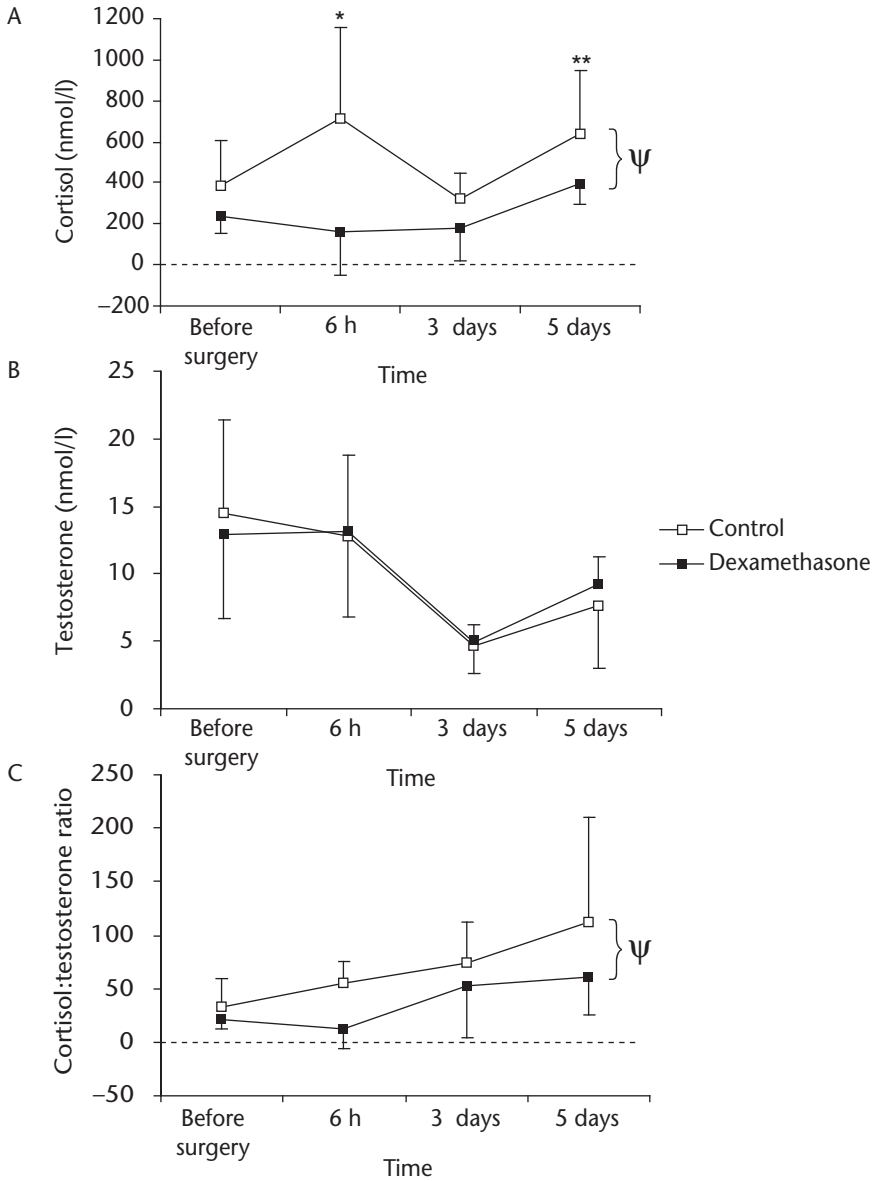 A
Cortisol (nmol/l)
1200
1000
800
600
400
200
0
−200
*
**
ψ
Before
surgery
6 h
3 days
5 days
Time
B
Testosterone (nmol/l)
25
20
15
10
5
0
Before
surgery
6 h
3 days
5 days
Time
Control
Dexamethasone
C
Cortisol:testosterone ratio
250
200
150
100
50
0
−50
ψ
Before
surgery
6 h
3 days
5 days
Time